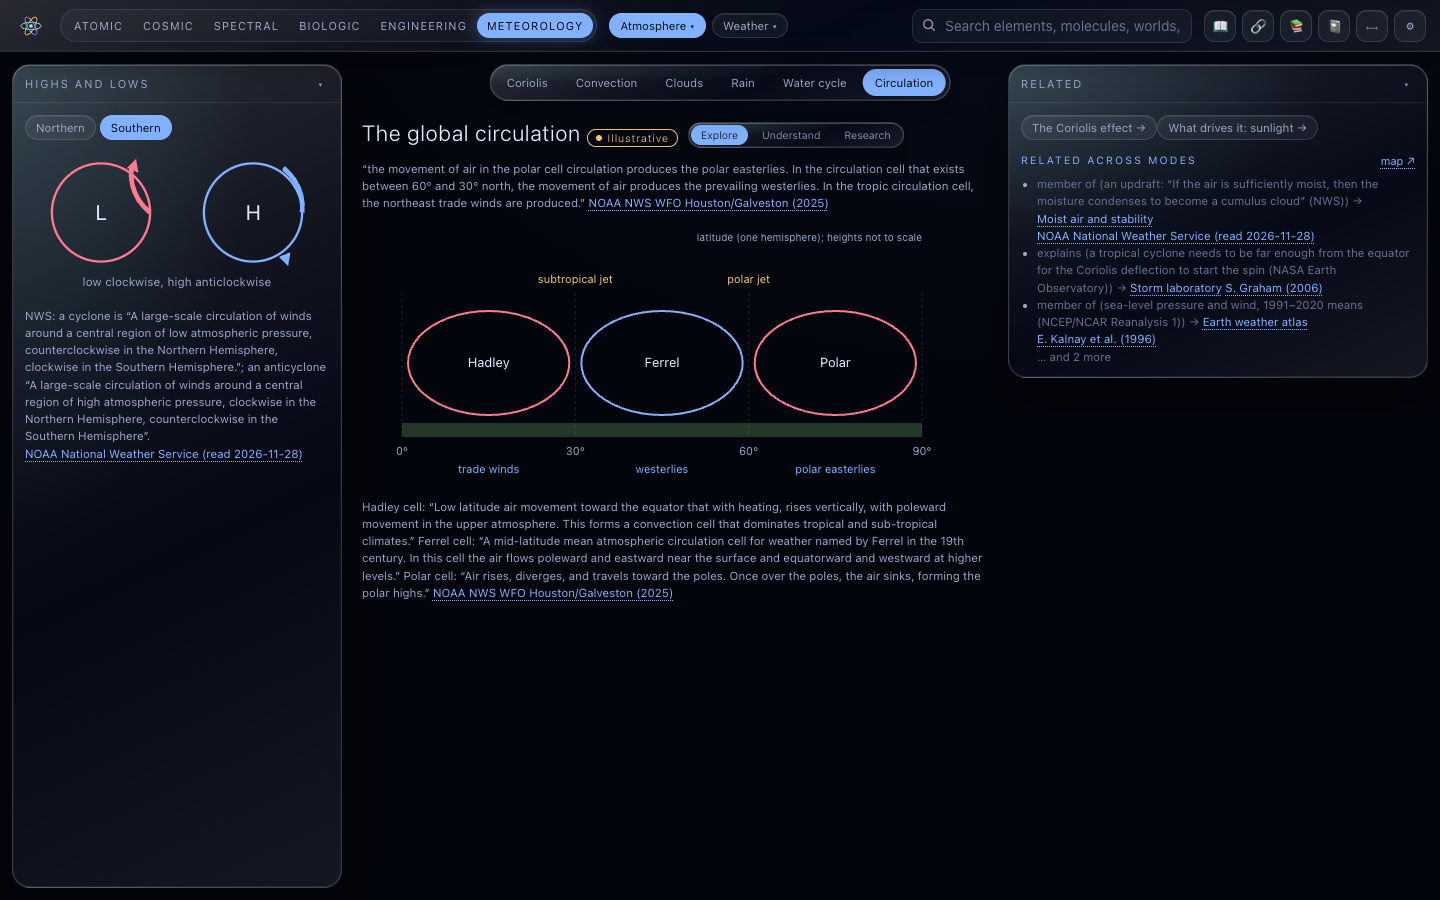 ATOMIC COSMIC SPECTRAL BIOLOGIC ENGINEERING METEOROLOGY Atmosphere ▾ Weather ▾ Search elements, molecules, worlds,
HIGHS AND LOWS
Northern Southern
L H
low clockwise, high anticlockwise
NWS: a cyclone is “A large-scale circulation of winds
around a central region of low atmospheric pressure,
counterclockwise in the Northern Hemisphere,
clockwise in the Southern Hemisphere.”; an anticyclone
“A large-scale circulation of winds around a central
region of high atmospheric pressure, clockwise in the
Northern Hemisphere, counterclockwise in the
Southern Hemisphere”.
NOAA National Weather Service (read 2026-11-28)
Coriolis Convection Clouds Rain Water cycle Circulation
The global circulation Illustrative Explore Understand Research
“the movement of air in the polar cell circulation produces the polar easterlies. In the circulation cell that exists
between 60° and 30° north, the movement of air produces the prevailing westerlies. In the tropic circulation cell,
the northeast trade winds are produced.” NOAA NWS WFO Houston/Galveston (2025)
latitude (one hemisphere); heights not to scale
subtropical jet polar jet
Hadley Ferrel Polar
0° 30° 60° 90°
trade winds westerlies polar easterlies
Hadley cell: “Low latitude air movement toward the equator that with heating, rises vertically, with poleward
movement in the upper atmosphere. This forms a convection cell that dominates tropical and sub-tropical
climates.” Ferrel cell: “A mid-latitude mean atmospheric circulation cell for weather named by Ferrel in the 19th
century. In this cell the air flows poleward and eastward near the surface and equatorward and westward at higher
levels.” Polar cell: “Air rises, diverges, and travels toward the poles. Once over the poles, the air sinks, forming the
polar highs.” NOAA NWS WFO Houston/Galveston (2025)
RELATED
The Coriolis effect → What drives it: sunlight →
RELATED ACROSS MODES map ↗
member of (an updraft: “If the air is sufficiently moist, then the
moisture condenses to become a cumulus cloud” (NWS)) →
Moist air and stability
NOAA National Weather Service (read 2026-11-28)
explains (a tropical cyclone needs to be far enough from the equator
for the Coriolis deflection to start the spin (NASA Earth
Observatory)) → Storm laboratory S. Graham (2006)
member of (sea-level pressure and wind, 1991–2020 means
(NCEP/NCAR Reanalysis 1)) → Earth weather atlas
E. Kalnay et al. (1996)
… and 2 more